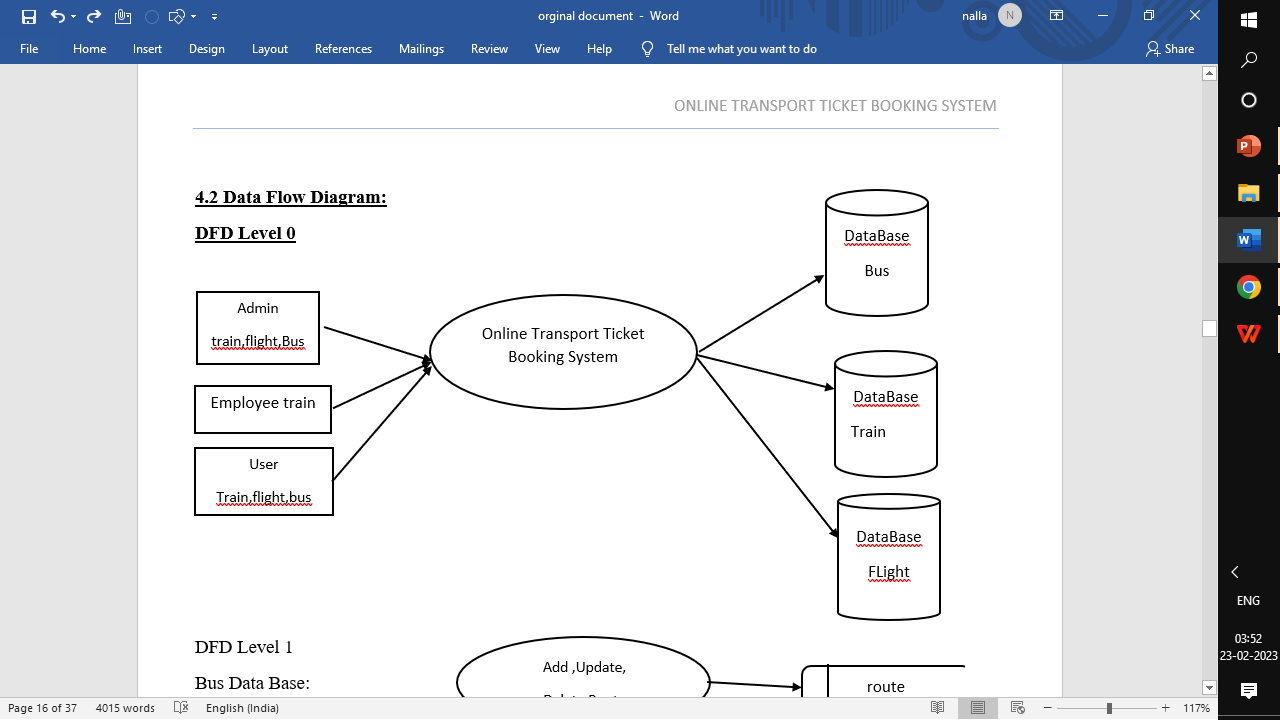 orginal document - Word
nalla
N
File Home Insert Design Layout References Mailings Review View Help Tell me what you want to do Share
ONLINE TRANSPORT TICKET BOOKING SYSTEM
4.2 Data Flow Diagram:
DFD Level 0
Admin
train,flight,Bus
Employee train
User
Train,flight,bus
Online Transport Ticket
Booking System
DataBase
Bus
DataBase
Train
DataBase
FLight
DFD Level 1
Bus Data Base:
Add ,Update,
route
Page 16 of 37 4015 words English (India) 117%
P
W
ENG
03:52
23-02-2023